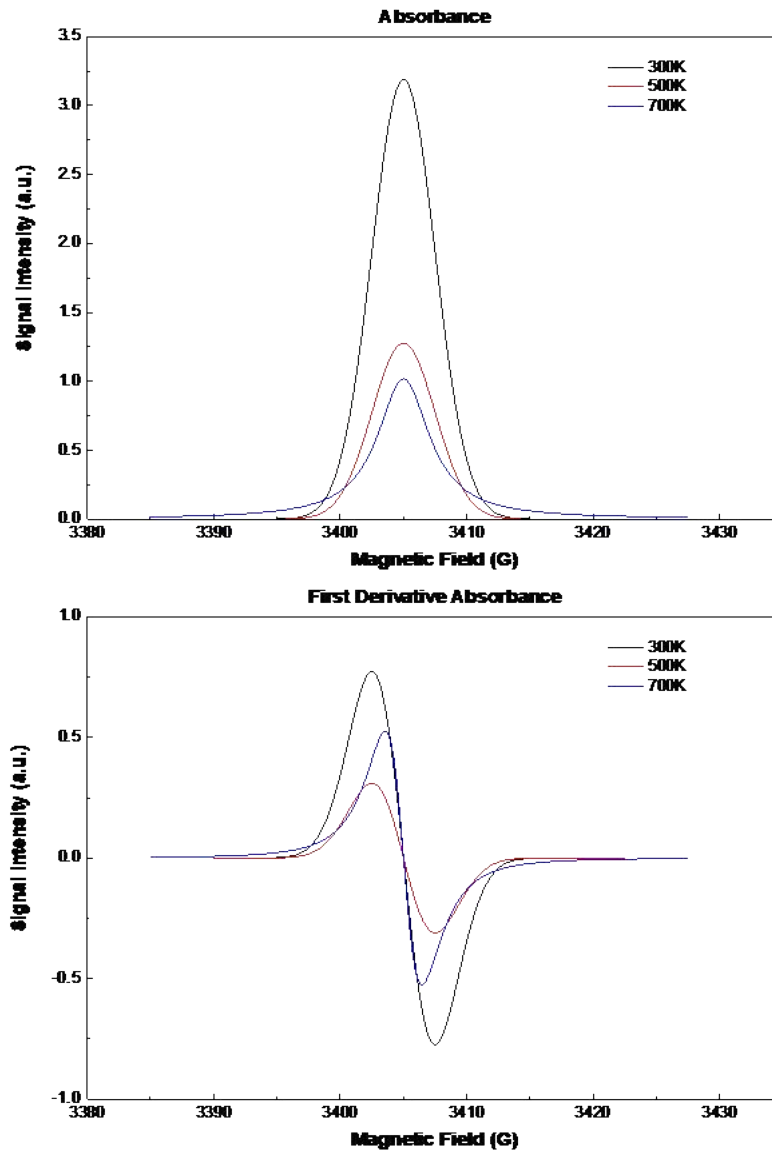 Absorbance
3.5
3.0
2.5
2.0
1.5
1.0
0.5
0.0
Signal Intensity (a.u.)
300K
500K
700K
3380 3390 3400 3410 3420 3430
Magnetic Field (G)
First Derivative Absorbance
1.0
0.5
0.0
-0.5
-1.0
Signal Intensity (a.u.)
300K
500K
700K
3380 3390 3400 3410 3420 3430
Magnetic Field (G)